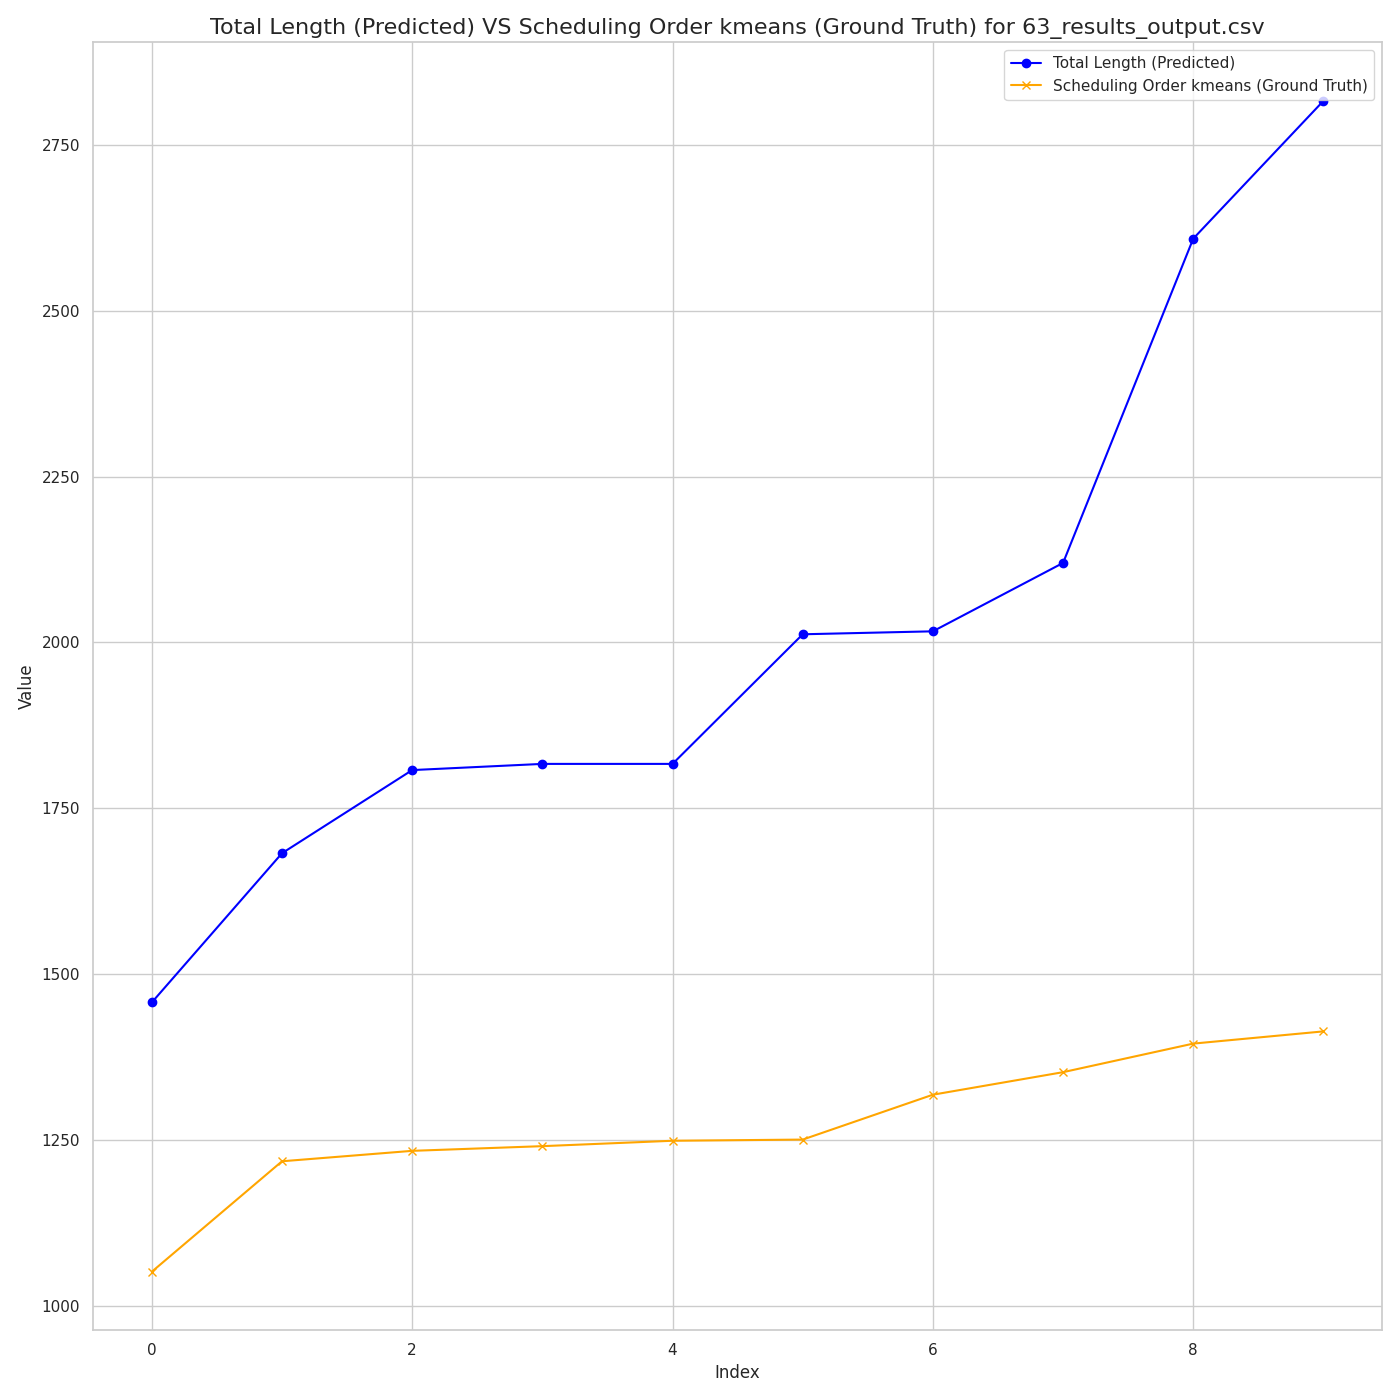 Total Length (Predicted) VS Scheduling Order kmeans (Ground Truth) for 63_results_output.csv
Total Length (Predicted)
Scheduling Order kmeans (Ground Truth)
2750
2500
2250
2000
1750
1500
1250
1000
Value
0 2 4 6 8
Index